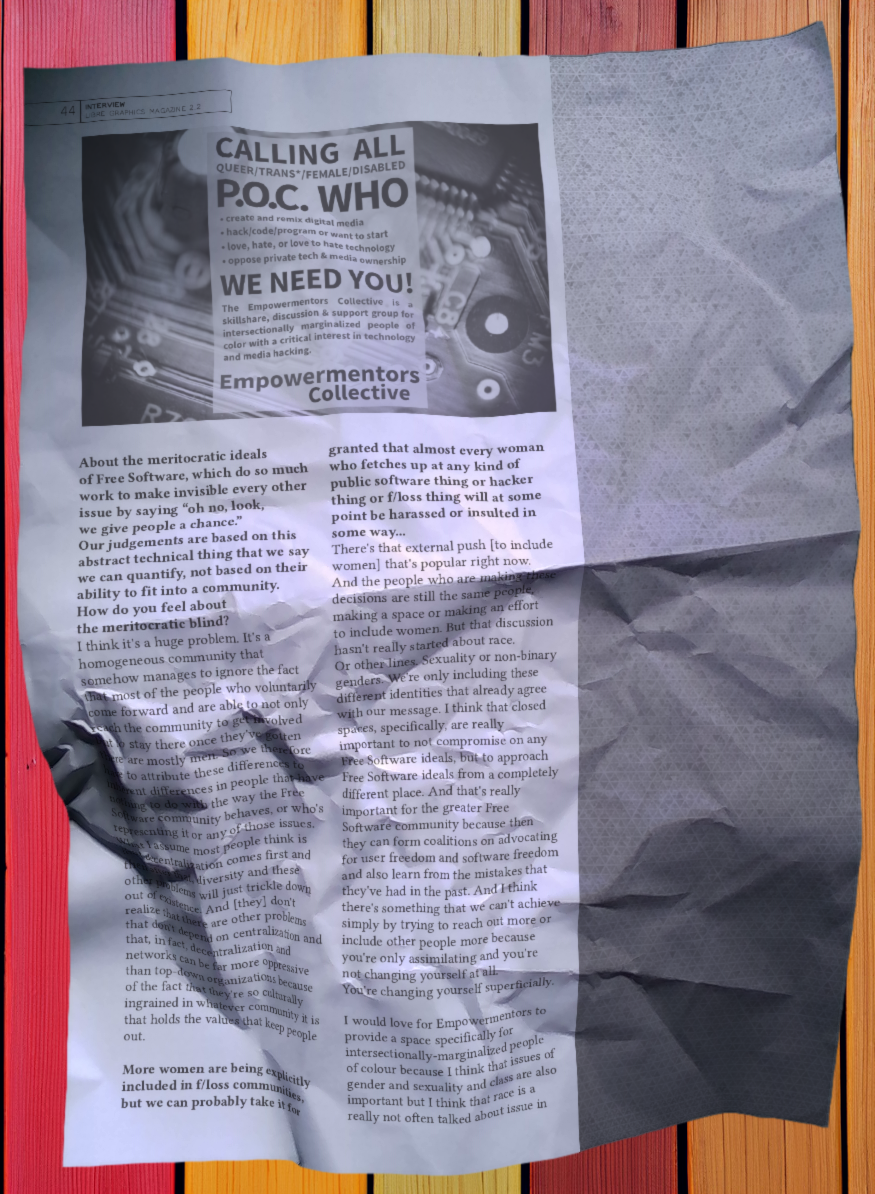 44
INTERVIEW
LIBRE GRAPHICS MAGAZINE 2.2
CALLING ALL
QUEER/TRANS*/FEMALE/DISABLED
P.O.C. WHO
• create and remix digital media
• hack/code/program or want to start
• love, hate, or love to hate technology
• oppose private tech & media ownership
WE NEED YOU!
The Empowermentors Collective is a
skillshare, discussion & support group for
intersectionally marginalized people of
color with a critical interest in technology
and media hacking.
Empowermentors
Collective
About the meritocratic ideals
of Free Software, which do so much
work to make invisible every other
issue by saying “oh no, look,
we give people a chance.”
Our judgements are based on this
abstract technical thing that we say
we can quantify, not based on their
ability to fit into a community.
How do you feel about
the meritocratic blind?
I think it's a huge problem. It's a
homogeneous community that
somehow manages to ignore the fact
that most of the people who voluntarily
come forward and are able to not only
reach the community to get involved
but to stay there once they've gotten
there are mostly men. So we therefore
to attribute these differences to
differences in people that have
nothing to do with the way the Free
Software community behaves, or who's
representing it or any of those issues.
What I assume most people think is
that decentralization comes first and
other problems, diversity and these
out of existence. And [they] don't
realize that there are other problems
that don't depend on centralization and
that, in fact, decentralization and
networks can be far more oppressive
than top-down organizations because
of the fact that they're so culturally
ingrained in whatever community it is
that holds the values that keep people
out.
More women are being explicitly
included in f/loss communities,
but we can probably take it for
granted that almost every woman
who fetches up at any kind of
public software thing or hacker
thing or f/loss thing will at some
point be harassed or insulted in
some way...
There's that external push [to include
women] that's popular right now.
And the people who are making these
decisions are still the same people,
making a space or making an effort
to include women. But that discussion
hasn't really started about race.
Or other lines. Sexuality or non-binary
genders. We're only including these
different identities that already agree
with our message. I think that closed
spaces, specifically, are really
important to not compromise on any
Free Software ideals, but to approach
Free Software ideals from a completely
different place. And that's really
important for the greater Free
Software community because then
they can form coalitions on advocating
for user freedom and software freedom
and also learn from the mistakes that
they've had in the past. And I think
there's something that we can't achieve
simply by trying to reach out more or
include other people more because
you're only assimilating and you're
not changing yourself at all.
You're changing yourself superficially.
I would love for Empowermentors to
provide a space specifically for
intersectionally-marginalized people
of colour because I think that issues of
gender and sexuality and class are also
important but I think that race is a
really not often talked about issue in